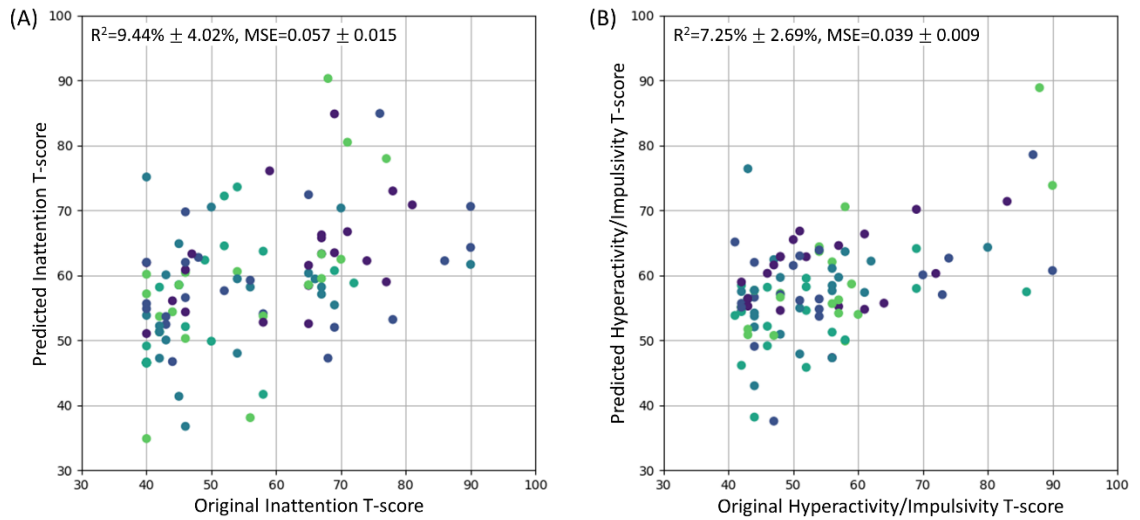 (A)
R²=9.44% ± 4.02%, MSE=0.057 ± 0.015
100
90
80
70
60
50
40
30
Predicted Inattention T-score
30 40 50 60 70 80 90 100
Original Inattention T-score
(B)
R²=7.25% ± 2.69%, MSE=0.039 ± 0.009
100
90
80
70
60
50
40
30
Predicted Hyperactivity/Impulsivity T-score
30 40 50 60 70 80 90 100
Original Hyperactivity/Impulsivity T-score